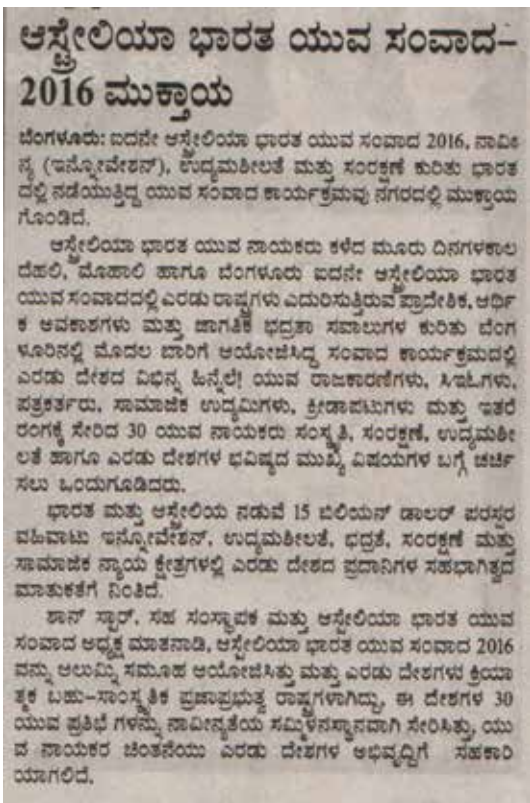 ಆಸ್ಟ್ರೇಲಿಯಾ ಭಾರತ ಯುವ ಸಂವಾದ–
2016 ಮುಕ್ತಾಯ
ಬೆಂಗಳೂರು: ಐದನೇ ಆಸ್ಟ್ರೇಲಿಯಾ ಭಾರತ ಯುವ ಸಂವಾದ 2016, ನಾವೀ
ನ್ಯ (ಇನ್ನೋವೇಶನ್), ಉದ್ಯಮಶೀಲತೆ ಮತ್ತು ಸಂರಕ್ಷಣೆ ಕುರಿತು ಭಾರತ
ದಲ್ಲಿ ನಡೆಯುತ್ತಿದ್ದ ಯುವ ಸಂವಾದ ಕಾರ್ಯಕ್ರಮವು ನಗರದಲ್ಲಿ ಮುಕ್ತಾಯ
ಗೊಂಡಿದೆ.
ಆಸ್ಟ್ರೇಲಿಯಾ ಭಾರತ ಯುವ ನಾಯಕರು ಕಳೆದ ಮೂರು ದಿನಗಳಕಾಲ
ದೆಹಲಿ, ಮೊಹಾಲಿ ಹಾಗೂ ಬೆಂಗಳೂರು ಐದನೇ ಆಸ್ಟ್ರೇಲಿಯಾ ಭಾರತ
ಯುವ ಸಂವಾದದಲ್ಲಿ ಎರಡು ರಾಷ್ಟ್ರಗಳು ಎದುರಿಸುತ್ತಿರುವ ಪ್ರಾದೇಶಿಕ, ಆರ್ಥಿ
ಕ ಅವಕಾಶಗಳು ಮತ್ತು ಜಾಗತಿಕ ಭದ್ರತಾ ಸವಾಲುಗಳ ಕುರಿತು ಬೆಂಗ
ಳೂರಿನಲ್ಲಿ ಮೊದಲ ಬಾರಿಗೆ ಆಯೋಜಿಸಿದ್ದ ಸಂವಾದ ಕಾರ್ಯಕ್ರಮದಲ್ಲಿ
ಎರಡು ದೇಶದ ವಿಭಿನ್ನ ಹಿನ್ನೆಲೆ! ಯುವ ರಾಜಕಾರಣಿಗಳು, ಸಿಇಓಗಳು,
ಪತ್ರಕರ್ತರು, ಸಾಮಾಜಿಕ ಉದ್ಯಮಿಗಳು, ಕ್ರೀಡಾಪಟುಗಳು ಮತ್ತು ಇತರೆ
ರಂಗಕ್ಕೆ ಸೇರಿದ 30 ಯುವ ನಾಯಕರು ಸಂಸ್ಕೃತಿ, ಸಂರಕ್ಷಣೆ, ಉದ್ಯಮಶೀ
ಲತೆ ಹಾಗೂ ಎರಡು ದೇಶಗಳ ಭವಿಷ್ಯದ ಮುಖ್ಯ ವಿಷಯಗಳ ಬಗ್ಗೆ ಚರ್ಚಿ
ಸಲು ಒಂದುಗೂಡಿದರು.
ಭಾರತ ಮತ್ತು ಆಸ್ಟ್ರೇಲಿಯ ನಡುವೆ 15 ಬಿಲಿಯನ್ ಡಾಲರ್ ಪರಸ್ಪರ
ವಹಿವಾಟು ಇನ್ನೋವೇಶನ್, ಉದ್ಯಮಶೀಲತೆ, ಭದ್ರತೆ, ಸಂರಕ್ಷಣೆ ಮತ್ತು
ಸಾಮಾಜಿಕ ನ್ಯಾಯ ಕ್ಷೇತ್ರಗಳಲ್ಲಿ ಎರಡು ದೇಶದ ಪ್ರದಾನಿಗಳ ಸಹಭಾಗಿತ್ವದ
ಮಾತುಕತೆಗೆ ನಿಂತಿದೆ.
ಶಾನ್ ಸ್ಟಾರ್, ಸಹ ಸಂಸ್ಥಾಪಕ ಮತ್ತು ಆಸ್ಟ್ರೇಲಿಯಾ ಭಾರತ ಯುವ
ಸಂವಾದ ಅಧ್ಯಕ್ಷ ಮಾತನಾಡಿ, ಆಸ್ಟ್ರೇಲಿಯಾ ಭಾರತ ಯುವ ಸಂವಾದ 2016
ವನ್ನು ಆಲುಮ್ನಿ ಸಮೂಹ ಆಯೋಜಿಸಿತ್ತು ಮತ್ತು ಎರಡು ದೇಶಗಳು ಕ್ರಿಯಾ
ತ್ಮಕ ಬಹು–ಸಾಂಸ್ಕೃತಿಕ ಪ್ರಜಾಪ್ರಭುತ್ವ ರಾಷ್ಟ್ರಗಳಾಗಿದ್ದು, ಈ ದೇಶಗಳ 30
ಯುವ ಪ್ರತಿಭೆ ಗಳನ್ನು ನಾವೀನ್ಯತೆಯ ಸಮ್ಮಿಳನಸ್ಥಾನವಾಗಿ ಸೇರಿಸಿತ್ತು, ಯು
ವ ನಾಯಕರ ಚಿಂತನೆಯು ಎರಡು ದೇಶಗಳ ಅಭಿವೃದ್ಧಿಗೆ ಸಹಕಾರಿ
ಯಾಗಲಿದೆ.